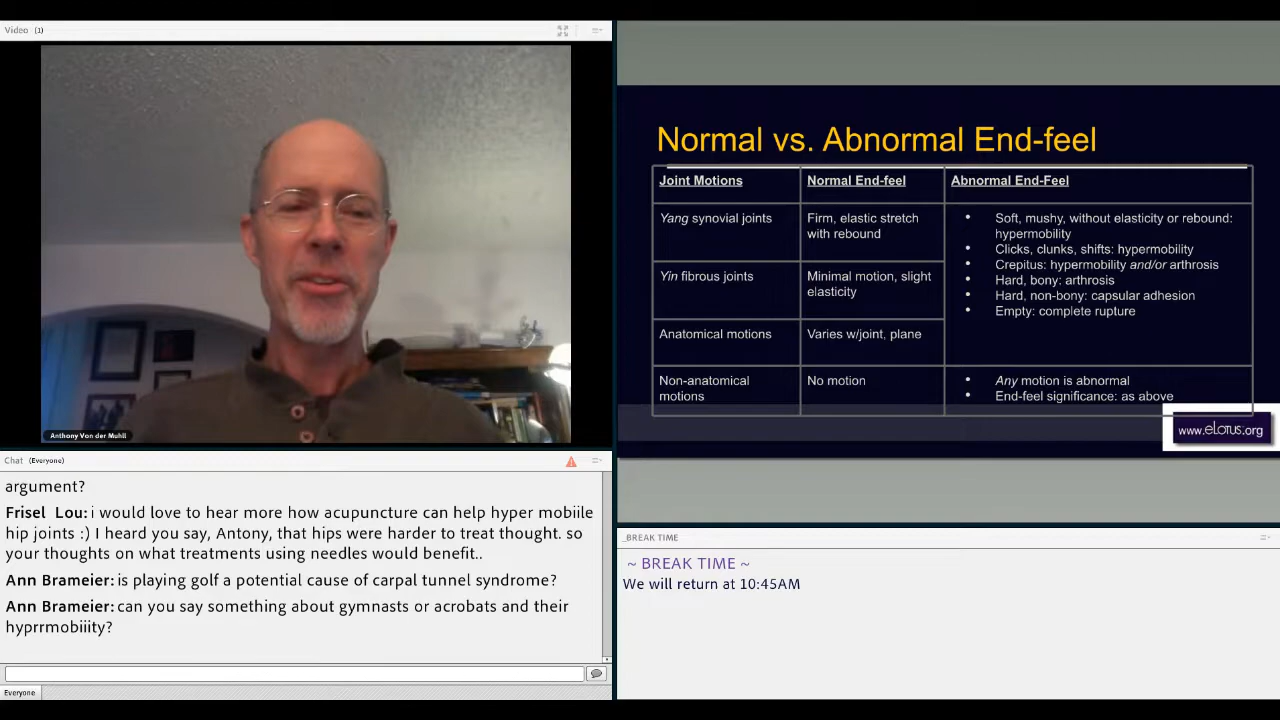 Video (1)
Anthony Von der Muhll
Chat (Everyone)
argument?
Frisel Lou: i would love to hear more how acupuncture can help hyper mobiile
hip joints :) I heard you say, Antony, that hips were harder to treat thought. so
your thoughts on what treatments using needles would benefit..
Ann Brameier: is playing golf a potential cause of carpal tunnel syndrome?
Ann Brameier: can you say something about gymnasts or acrobats and their
hyprrmobiiity?
Everyone
Normal vs. Abnormal End-feel
Joint Motions
Normal End-feel
Abnormal End-Feel
Yang synovial joints
Firm, elastic stretch
with rebound
Yin fibrous joints
Minimal motion, slight
elasticity
Anatomical motions
Varies w/joint, plane
• Soft, mushy, without elasticity or rebound:
hypermobility
• Clicks, clunks, shifts: hypermobility
• Crepitus: hypermobility and/or arthrosis
• Hard, bony: arthrosis
• Hard, non-bony: capsular adhesion
• Empty: complete rupture
Non-anatomical
motions
No motion
• Any motion is abnormal
• End-feel significance: as above
www.eLotus.org
_BREAK TIME
~ BREAK TIME ~
We will return at 10:45AM